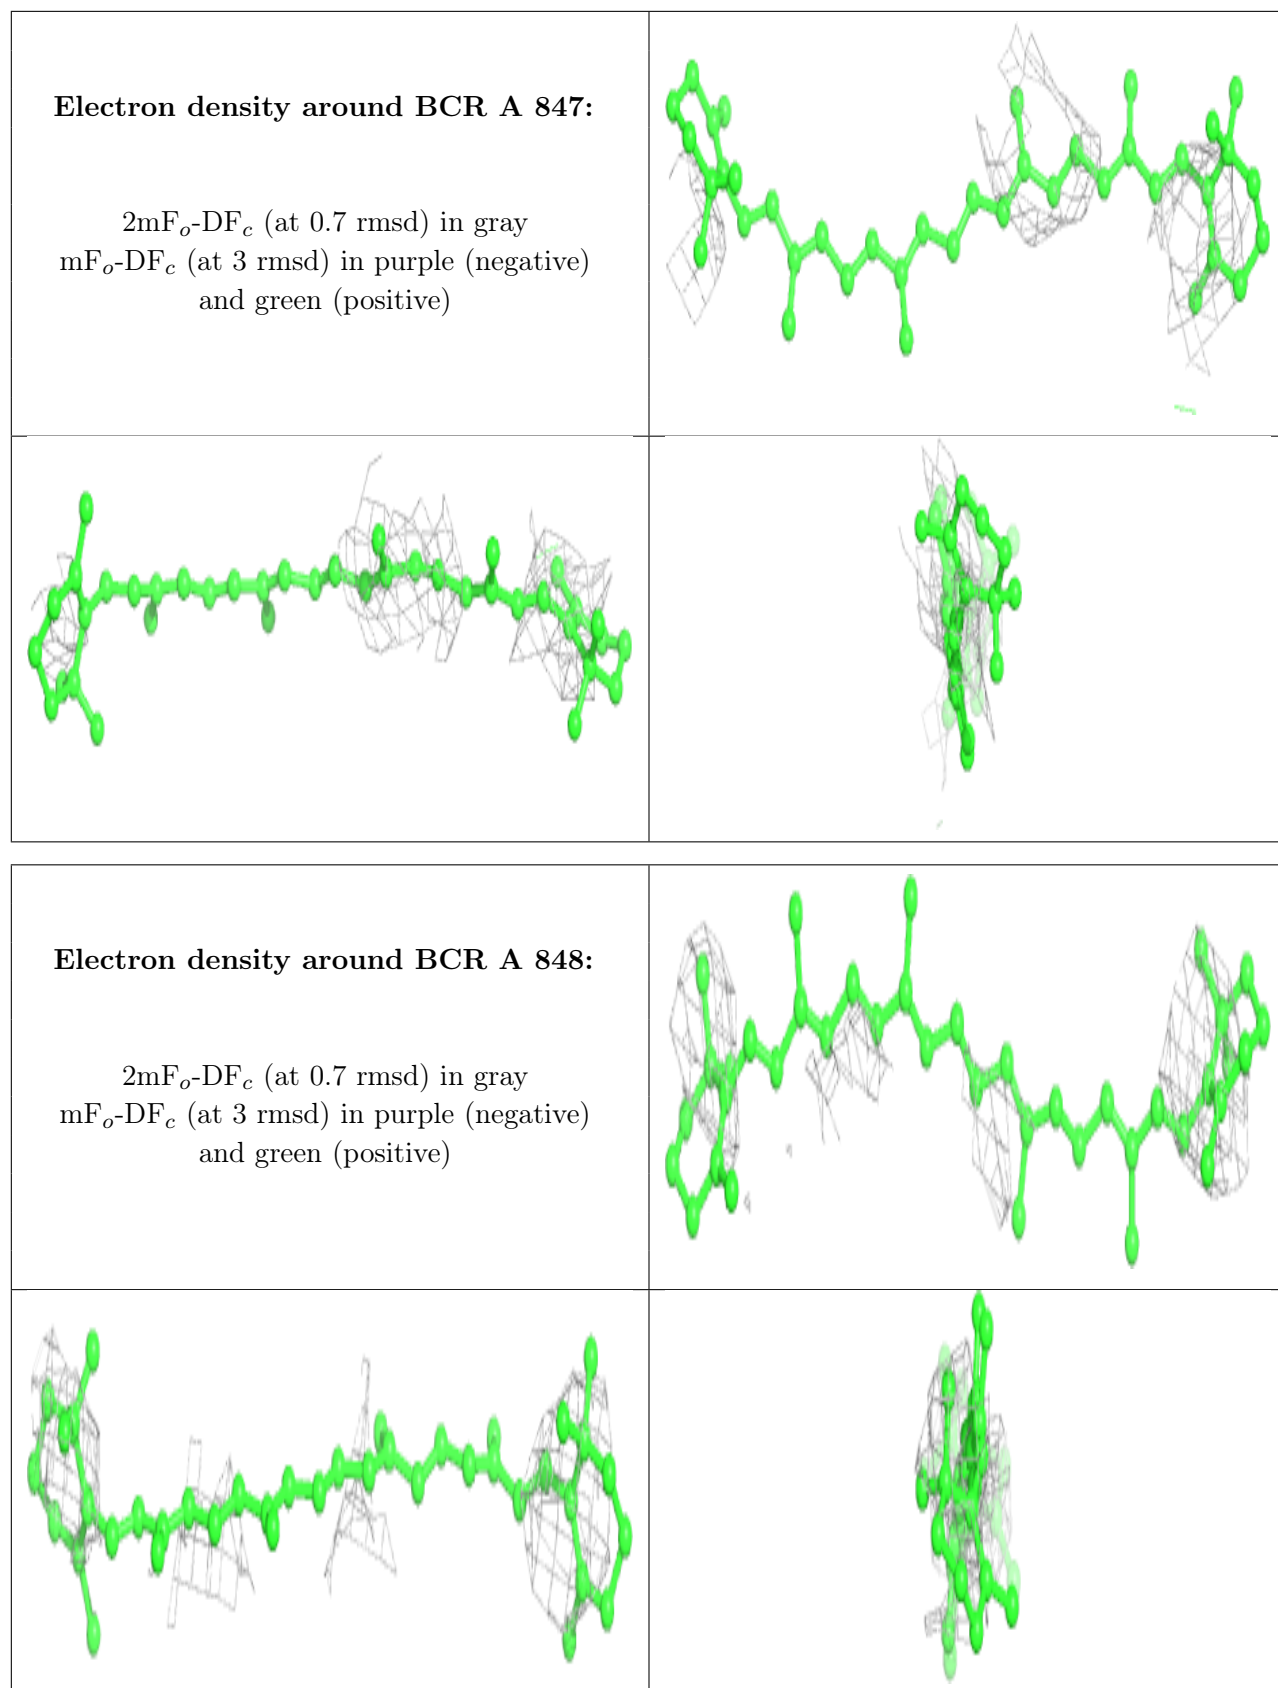 Electron density around BCR A 847:
2mFo-DFc (at 0.7 rmsd) in gray
mFo-DFc (at 3 rmsd) in purple (negative)
and green (positive)
Electron density around BCR A 848:
2mFo-DFc (at 0.7 rmsd) in gray
mFo-DFc (at 3 rmsd) in purple (negative)
and green (positive)